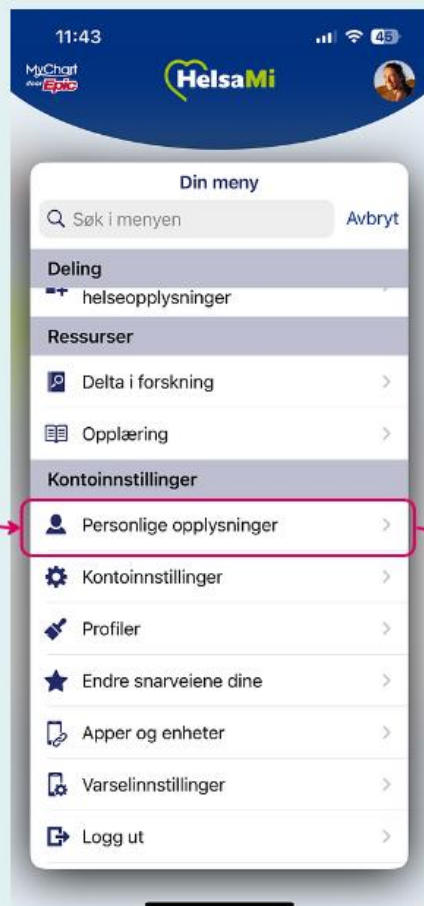 11:43
45
MyChart
from Epic
HelsaMi
Din meny
Søk i menyen
Avbryt
Deling
helseopplysninger
Ressurser
Delta i forskning
Opplæring
Kontoinnstillinger
Personlige opplysninger
Kontoinnstillinger
Profiler
Endre snarveiene dine
Apper og enheter
Varselinnstillinger
Logg ut